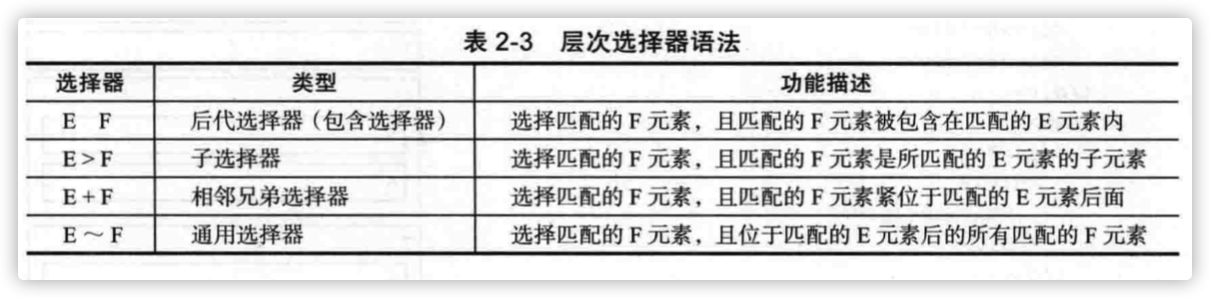 表 2-3 层次选择器语法
选择器 类型 功能描述
E F 后代选择器（包含选择器） 选择匹配的 F 元素，且匹配的 F 元素被包含在匹配的 E 元素内
E>F 子选择器 选择匹配的 F 元素，且匹配的 F 元素是所匹配的 E 元素的子元素
E+F 相邻兄弟选择器 选择匹配的 F 元素，且匹配的 F 元素紧位于匹配的 E 元素后面
E～F 通用选择器 选择匹配的 F 元素，且位于匹配的 E 元素后的所有匹配的 F 元素